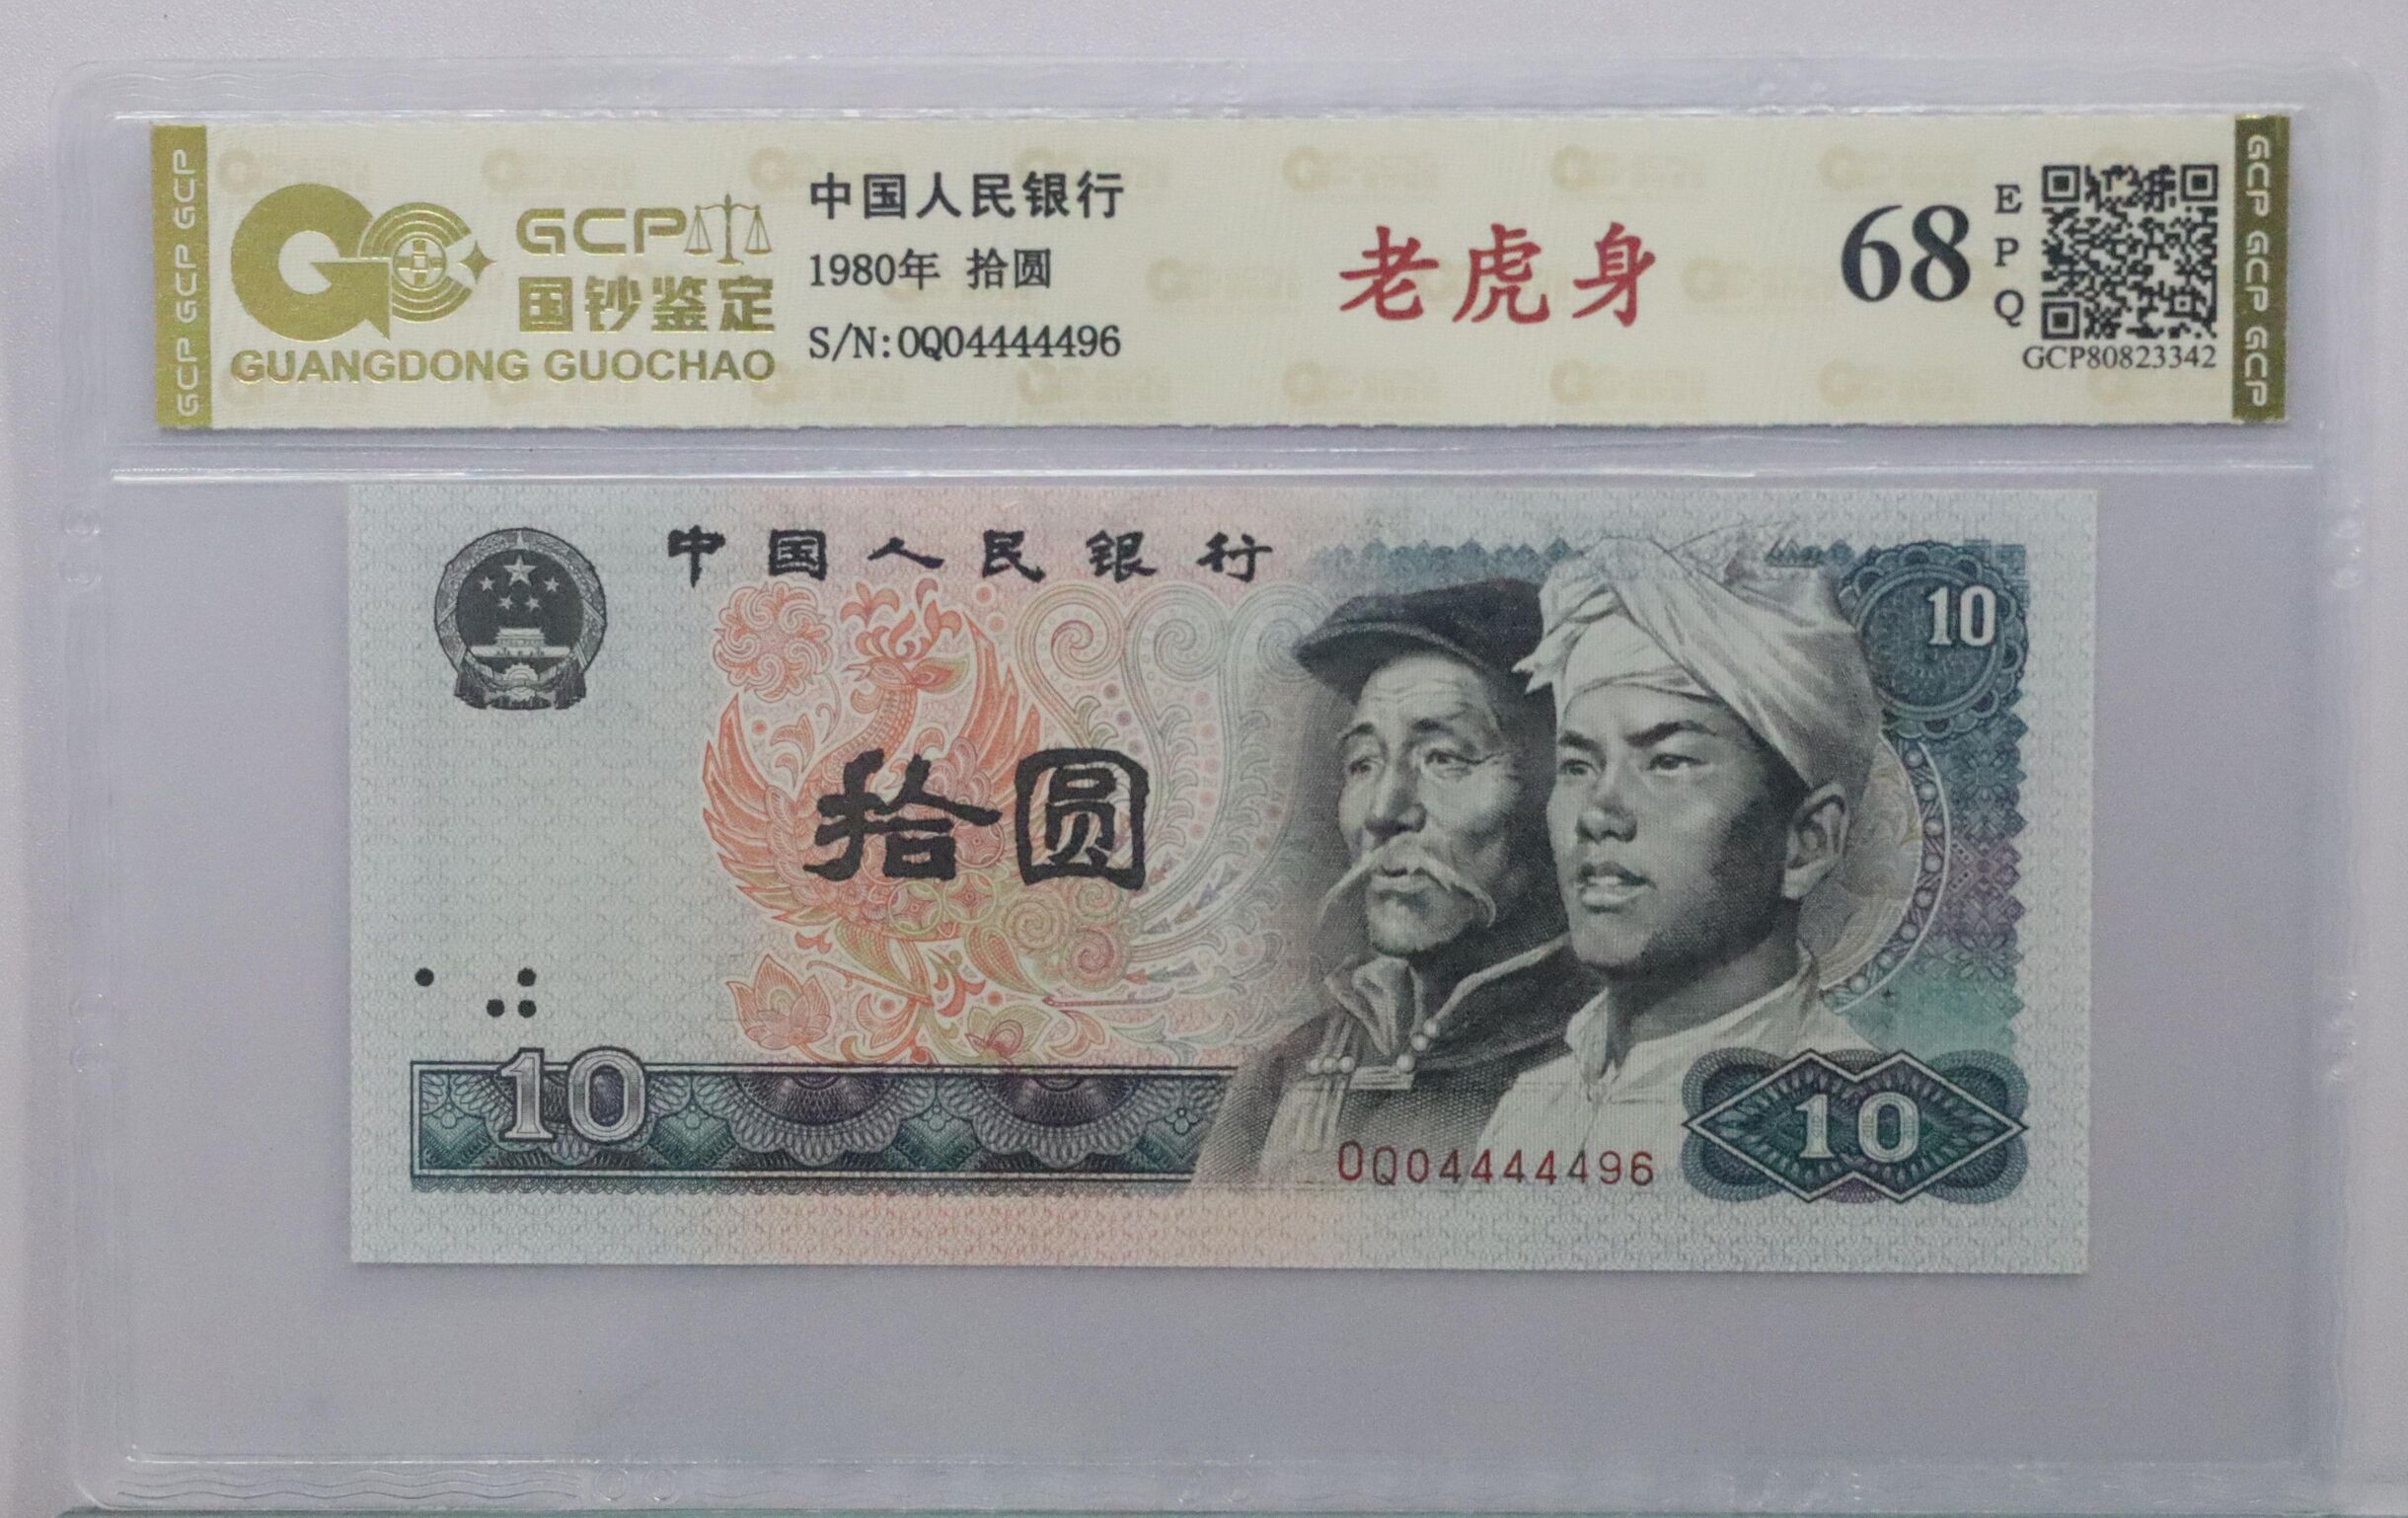 GCP GCP GCP
GCP
国钞鉴定
GUANGDONG GUOCHAO
中国人民银行
1980年 拾圆
S/N:0Q04444496
老虎身
68
EPQ
GCP80823342
GCP GCP GCP
中国人民银行
10
拾圆
10
0Q04444496
10